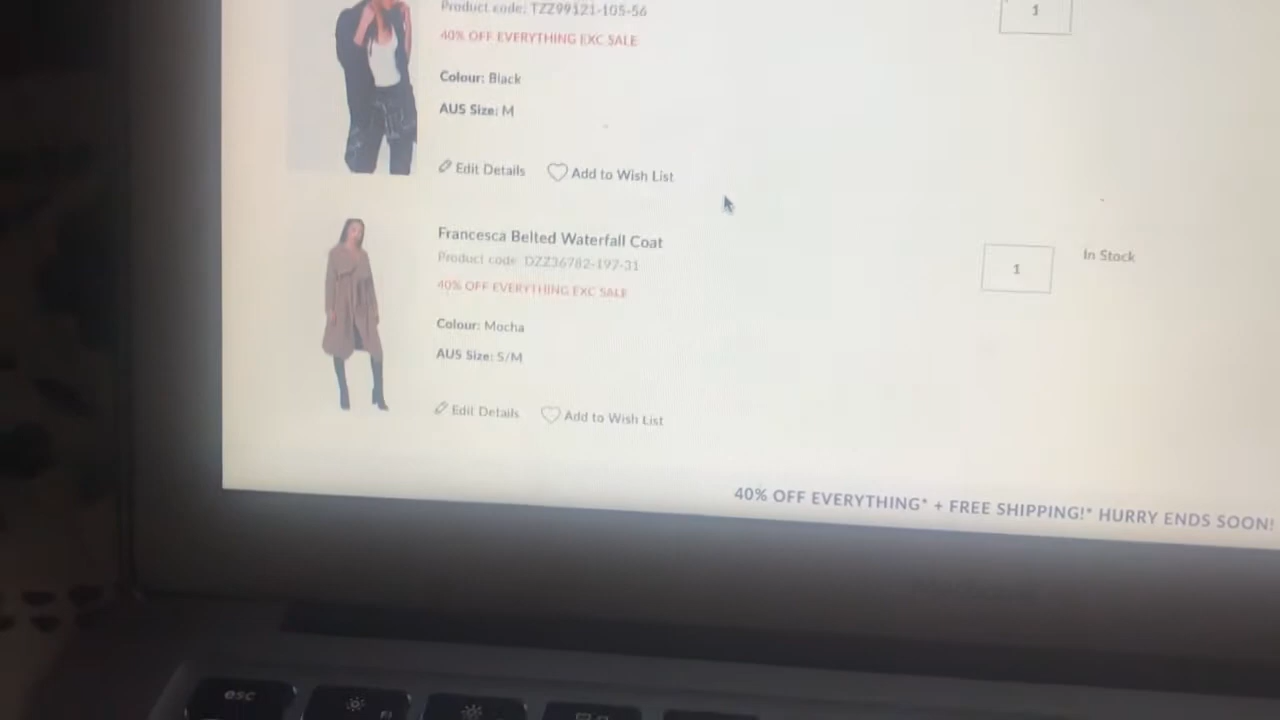 Product code: TZZ99121-105-56
1
40% OFF EVERYTHING EXC SALE
Colour: Black
AUS Size: M
Edit Details Add to Wish List
Francesca Belted Waterfall Coat
Product code DZZ36782-197-31
1 In Stock
40% OFF EVERYTHING EXC SALE
Colour: Mocha
AUS Size: S/M
Edit Details Add to Wish List
40% OFF EVERYTHING* + FREE SHIPPING!* HURRY ENDS SOON!
esc